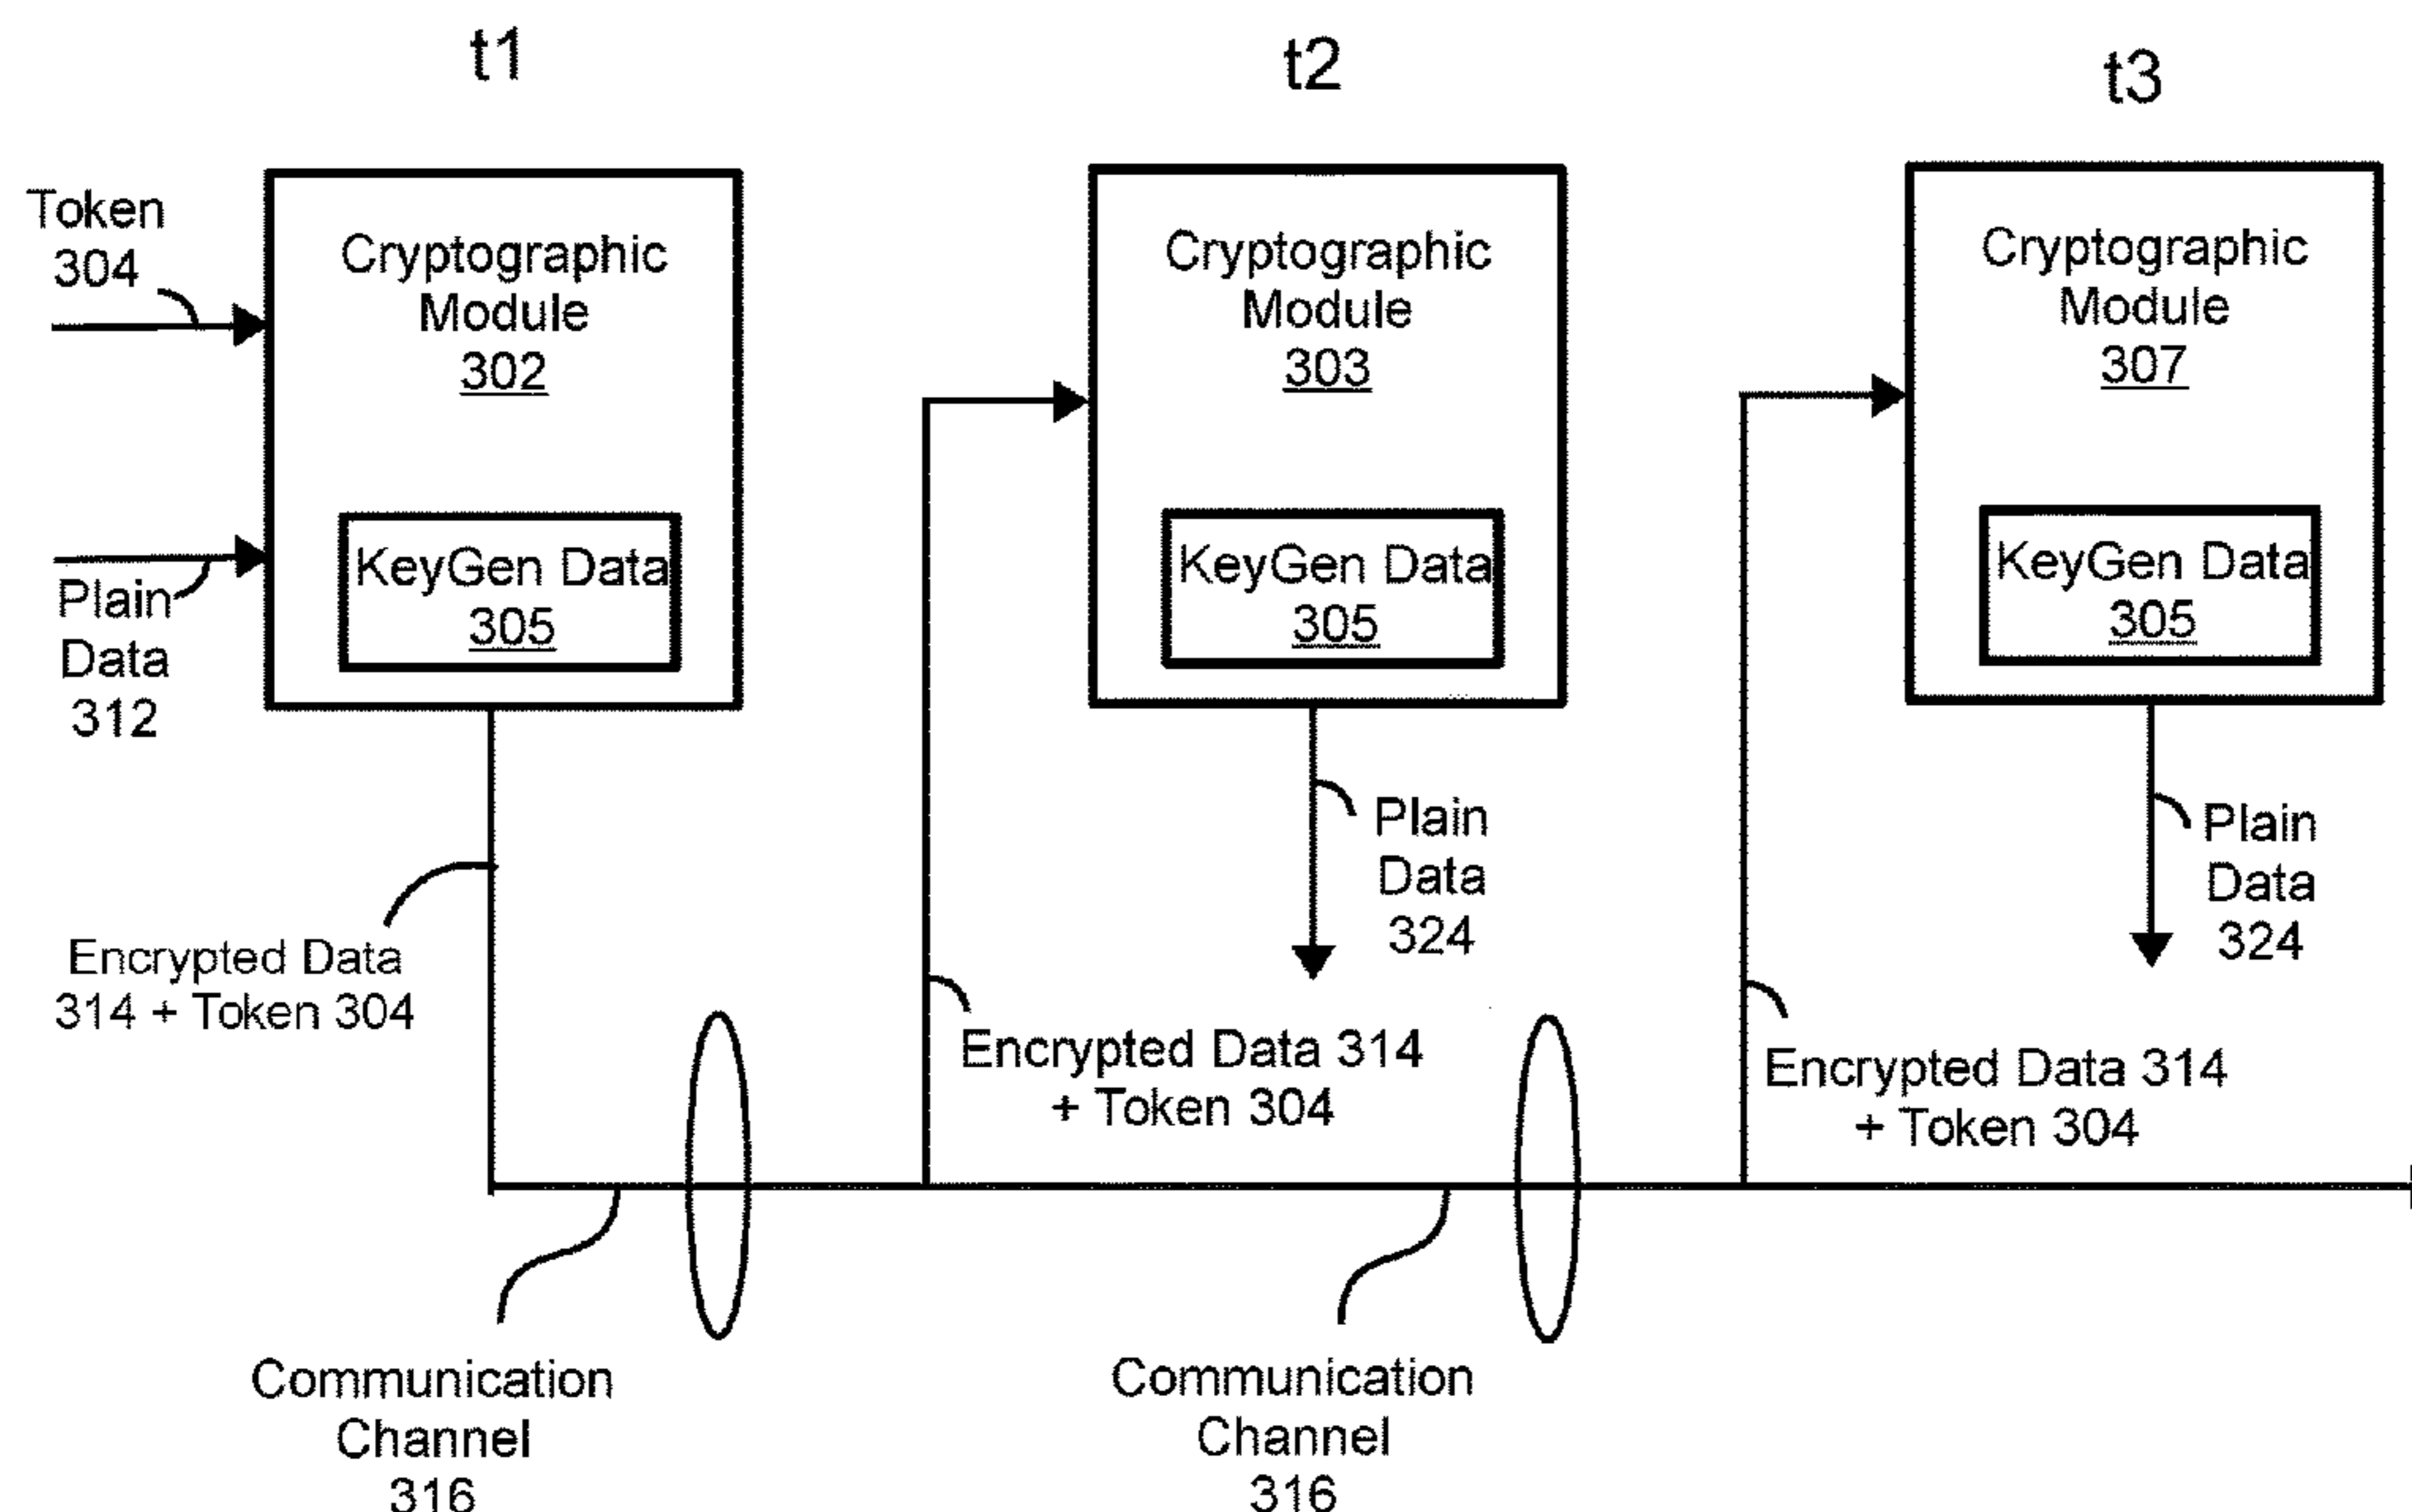 t1
t2
t3
Token
304
Cryptographic
Module
302
KeyGen Data
305
Plain
Data
312
Cryptographic
Module
303
KeyGen Data
305
Cryptographic
Module
307
KeyGen Data
305
Plain
Data
324
Plain
Data
324
Encrypted Data
314 + Token 304
Encrypted Data 314
+ Token 304
Encrypted Data 314
+ Token 304
Communication
Channel
316
Communication
Channel
316